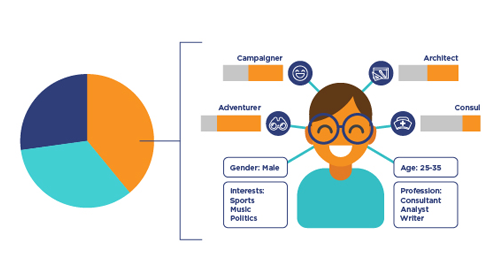 Campaigner
Architect
Adventurer
Consul
Gender: Male
Age: 25-35
Interests:
Sports
Music
Politics
Profession:
Consultant
Analyst
Writer